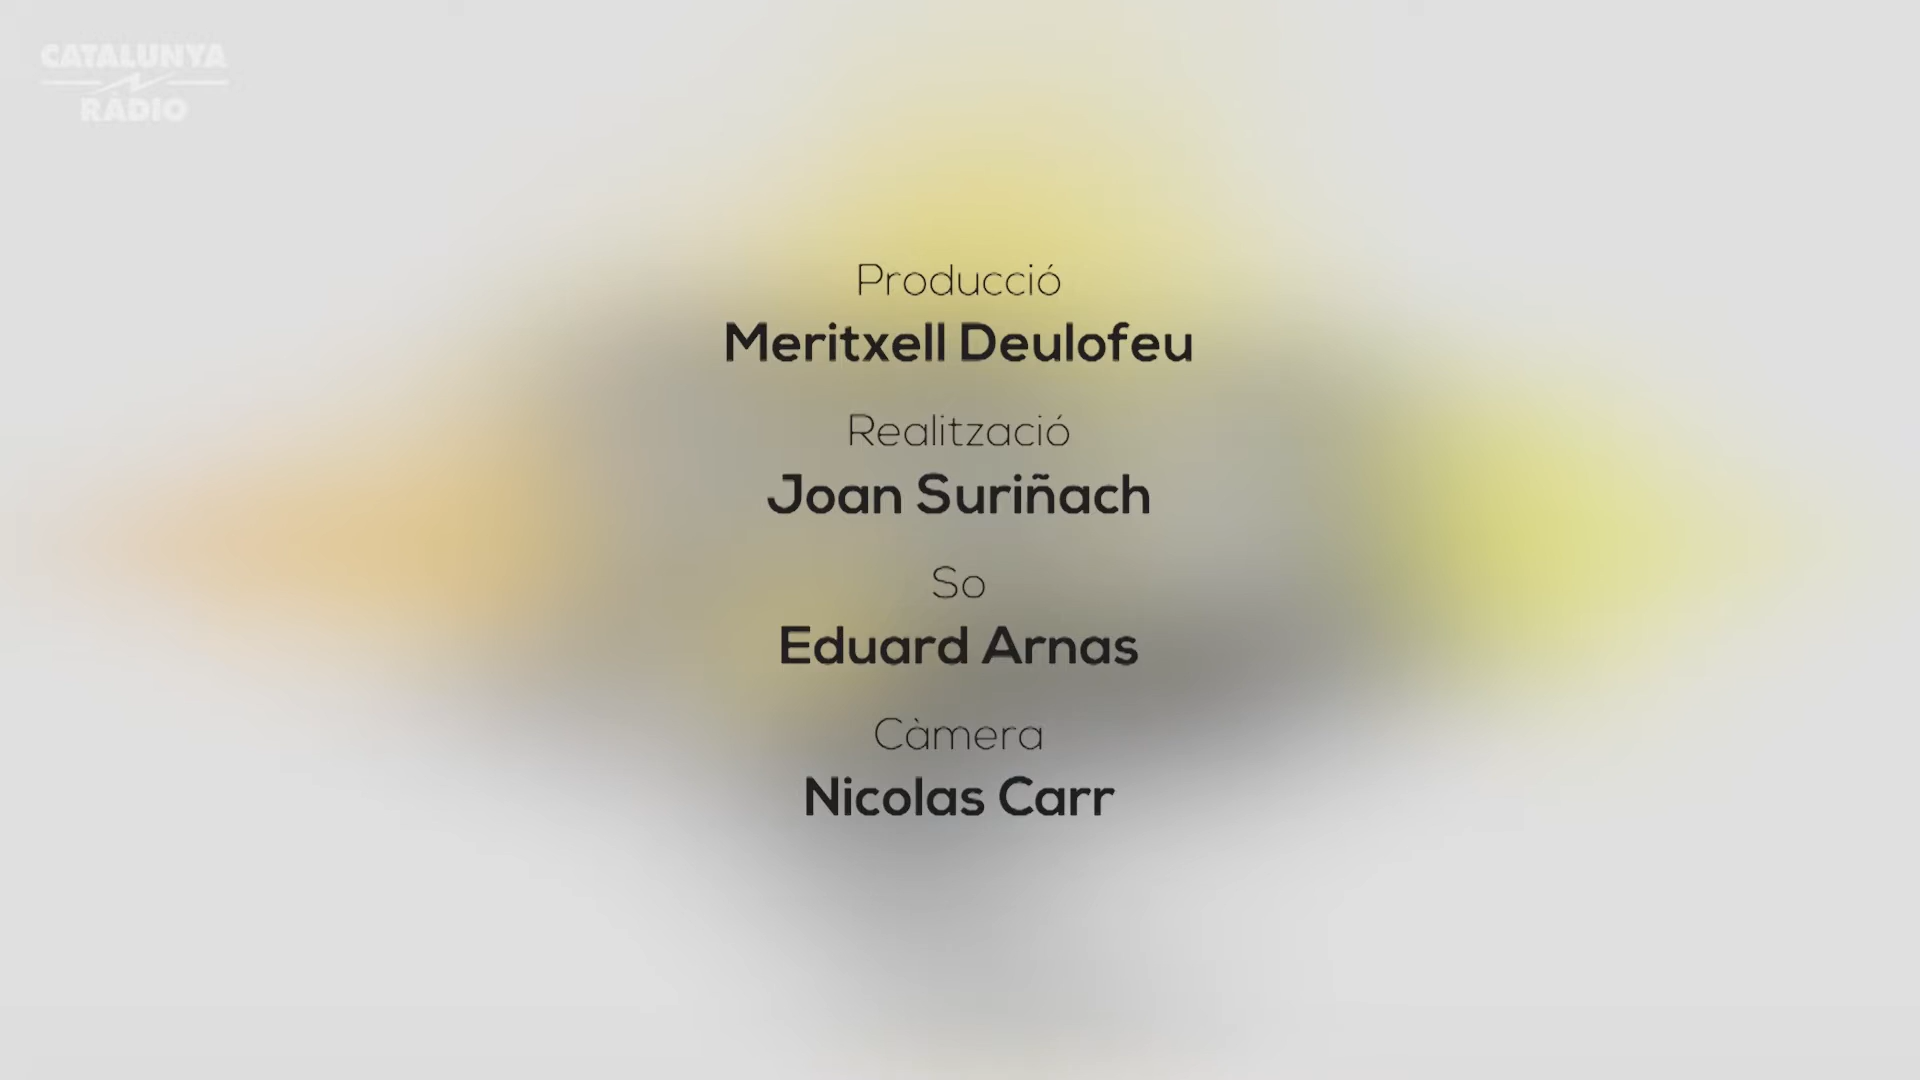 CATALUNYA
RÀDIO
Producció
Meritxell Deulofeu
Realització
Joan Suriñach
So
Eduard Arnas
Càmera
Nicolas Carr